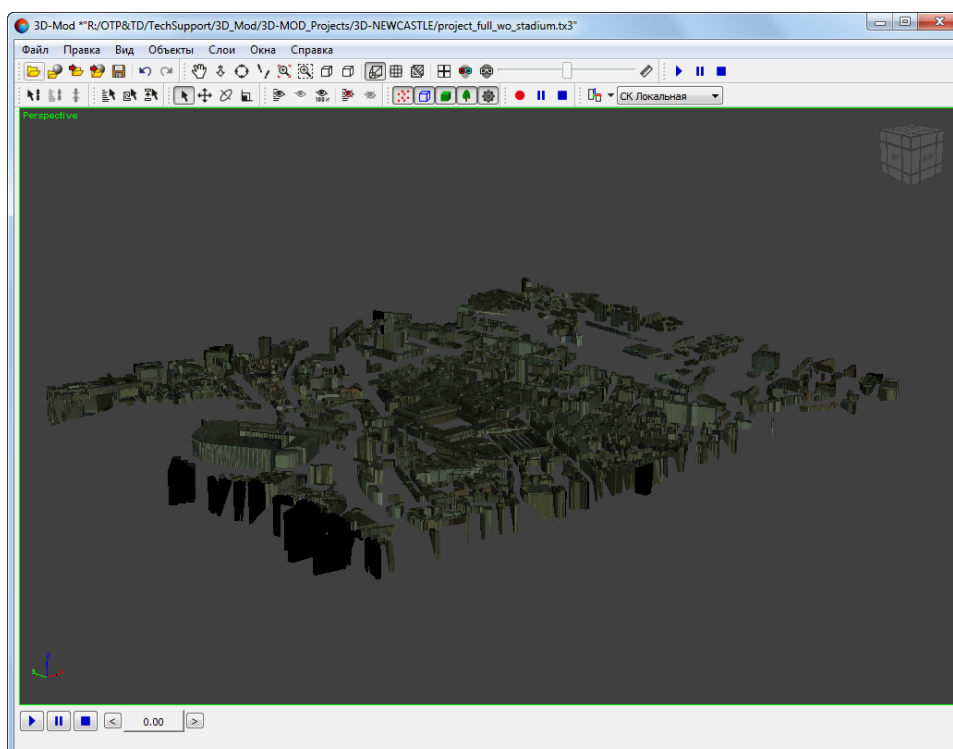 3D-Mod *"R:/OTP&TD/TechSupport/3D_Mod/3D-MOD_Projects/3D-NEWCASTLE/project_full_wo_stadium.tx3"
Файл Правка Вид Объекты Слои Окна Справка
СК Локальная
Perspective
z
y
x
< 0.00 >